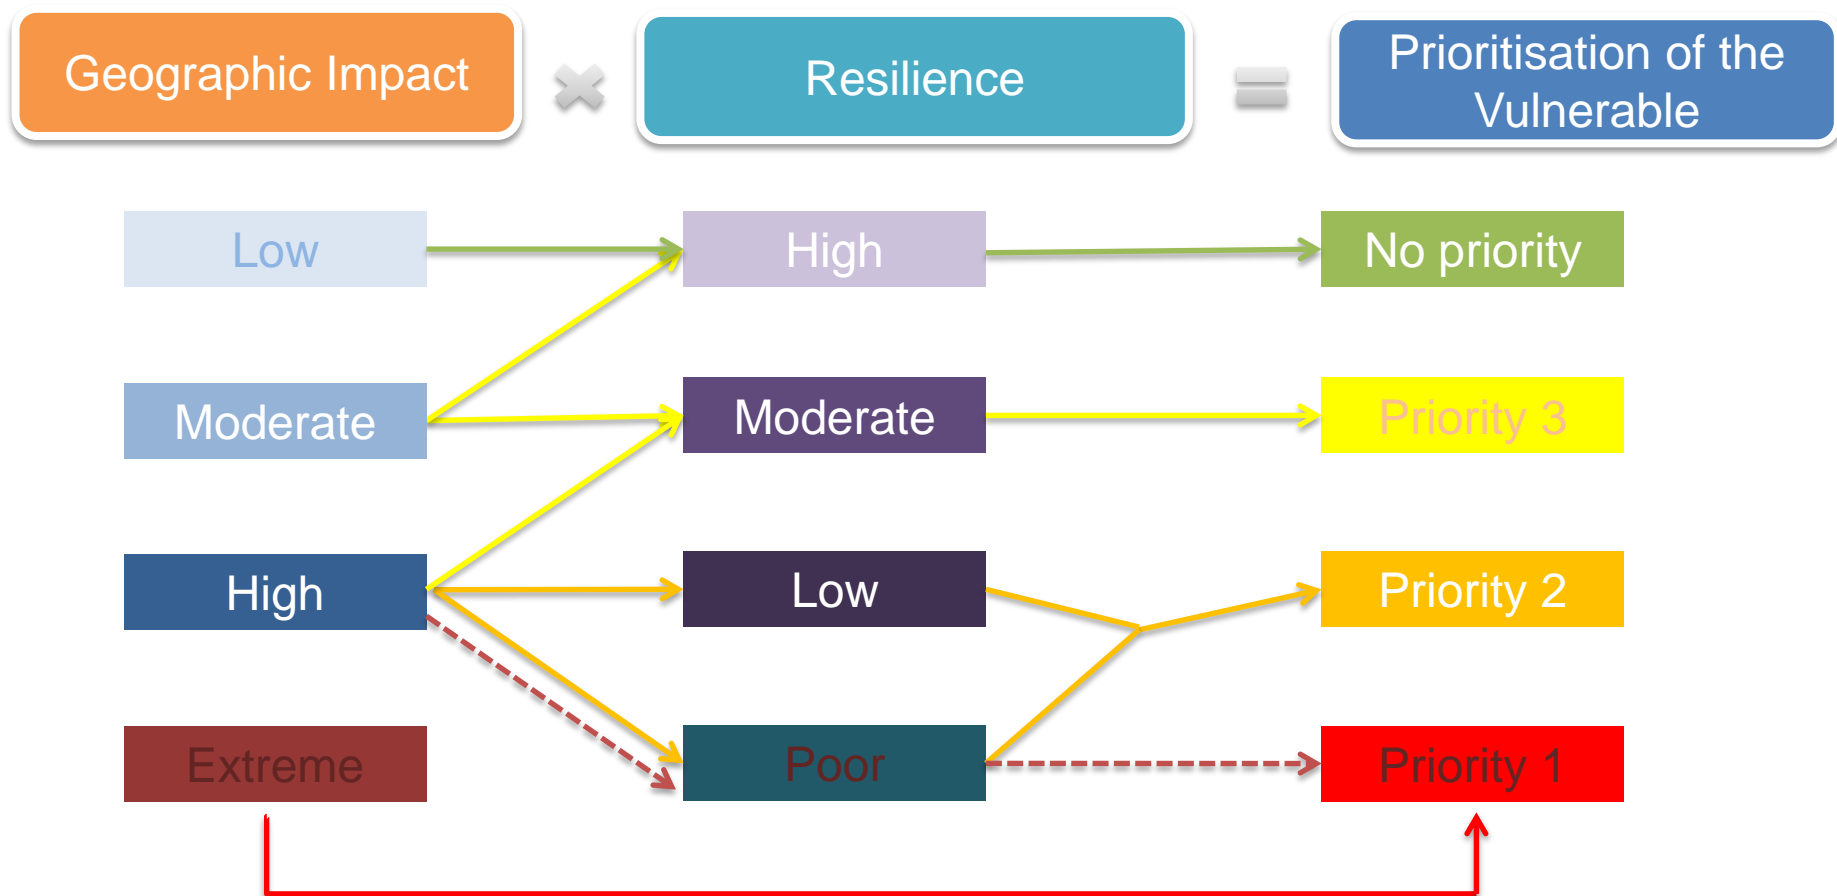 Geographic Impact
Resilience
Prioritisation of the
Vulnerable
Low
High
No priority
Moderate
Moderate
Priority 3
High
Low
Priority 2
Extreme
Poor
Priority 1